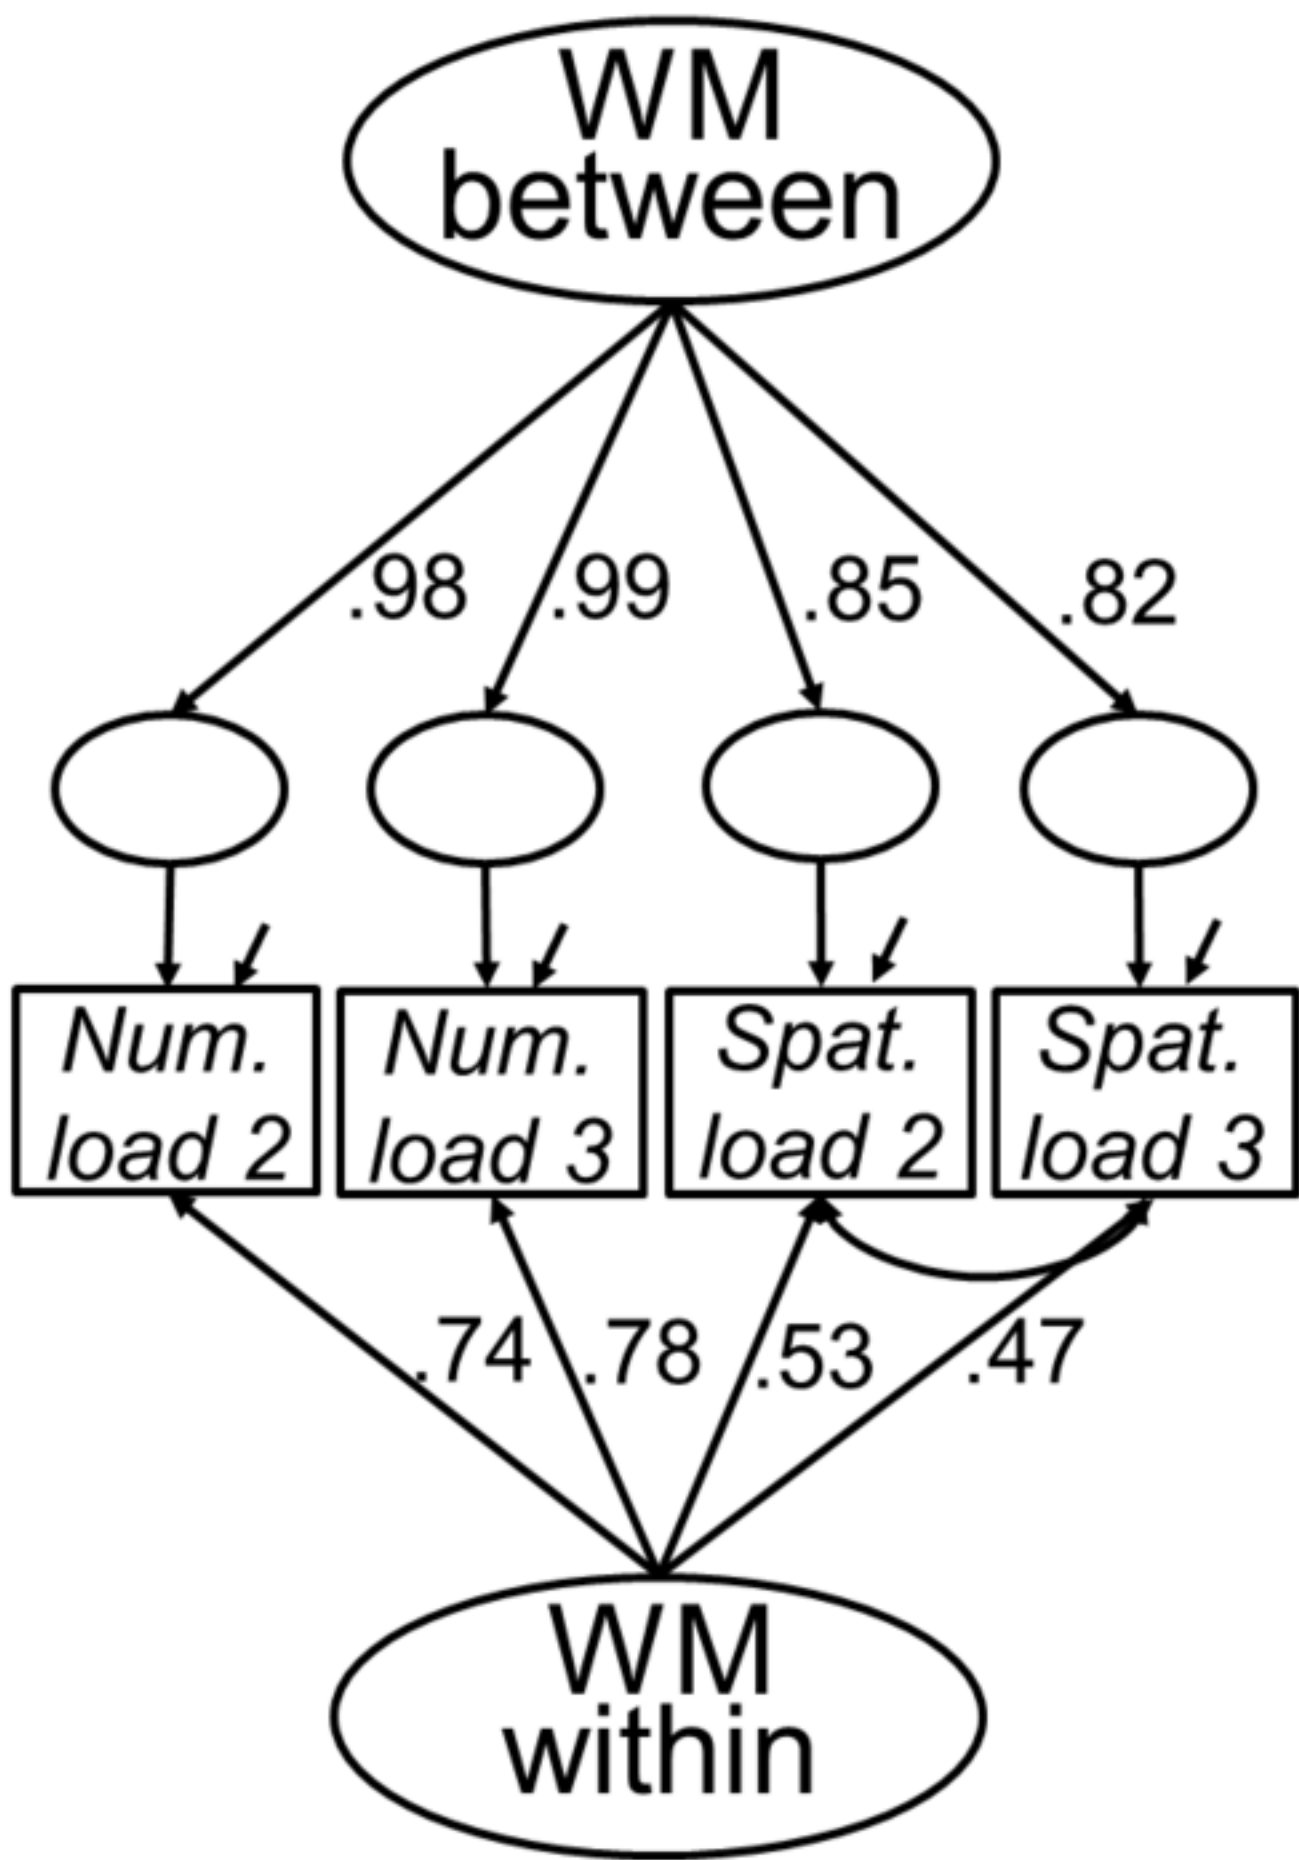 WM
between
.98 .99 .85 .82
Num. load 2
Num. load 3
Spat. load 2
Spat. load 3
.74 .78 .53 .47
WM
within